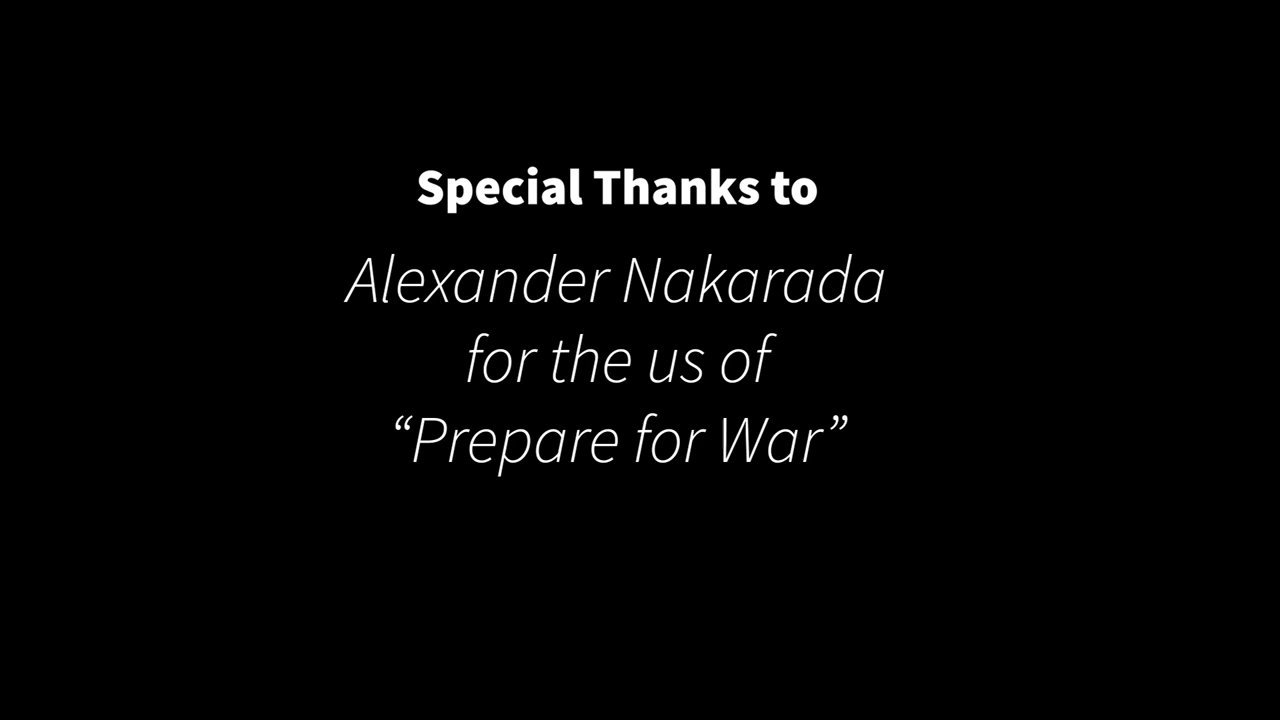 Special Thanks to
Alexander Nakarada
for the us of
“Prepare for War”